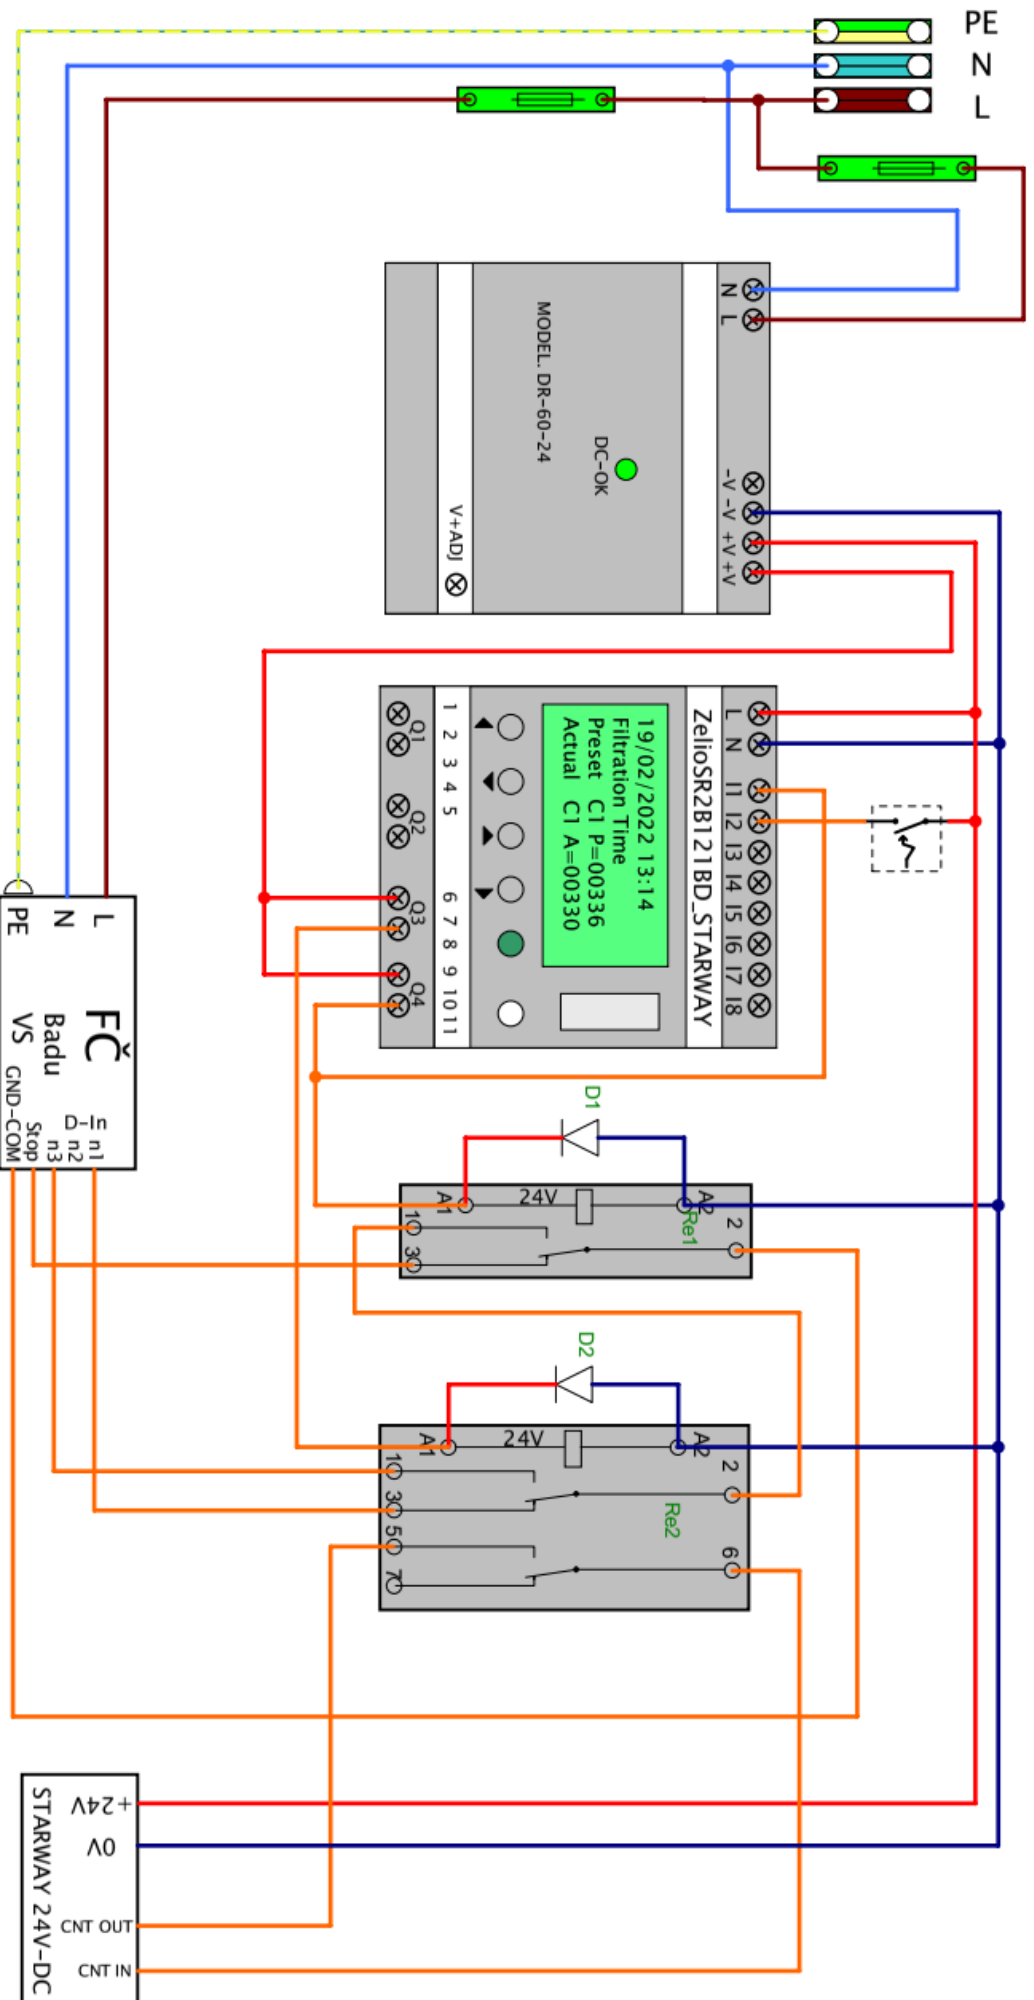 PE
N
L
N
L
-V
-V
+V
+V
MODEL. DR-60-24
DC-OK
V+ADJ
ZelioSR2B121BD_STARWAY
L
N
I1
I2
I3
I4
I5
I6
I7
I8
19/02/2022 13:14
Filtration Time
Preset C1 P=00336
Actual C1 A=00330
1
2
3
4
5
6
7
8
9
10
11
Q1
Q2
Q3
Q4
PE
N
L
FČ
Badu
VS
D-In
n1
n2
n3
Stop
GND-COM
D1
A1
24V
A2
Re1
1
3
2
D2
A1
24V
A2
Re2
1
3
5
7
2
6
STARWAY 24V-DC
+24V
0V
CNT OUT
CNT IN